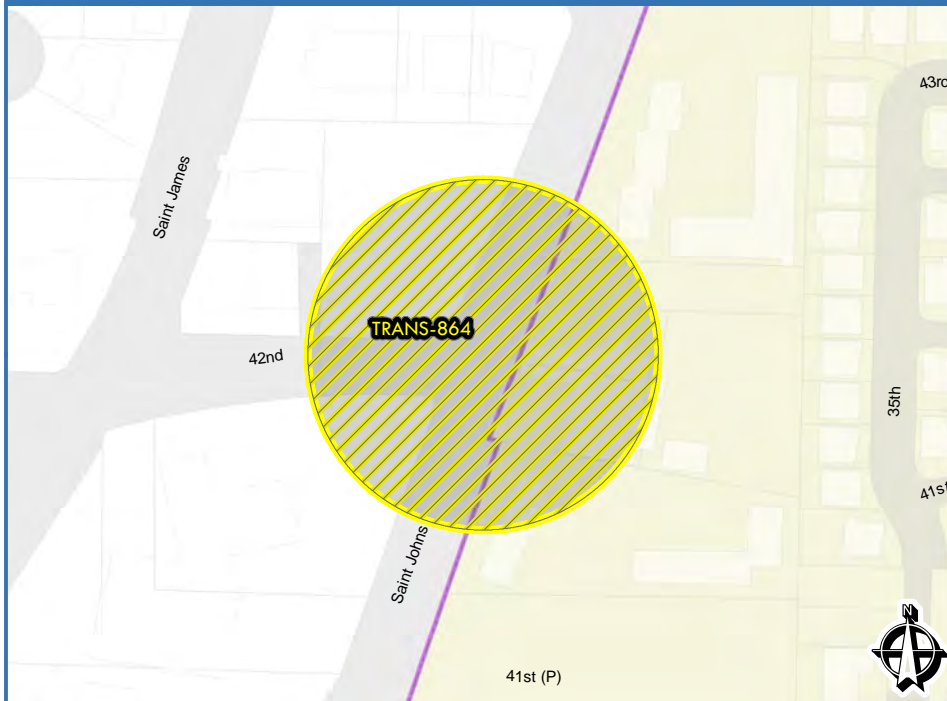 43rd
Saint James
TRANS-864
42nd
35th
41st
Saint Johns
N
41st (P)